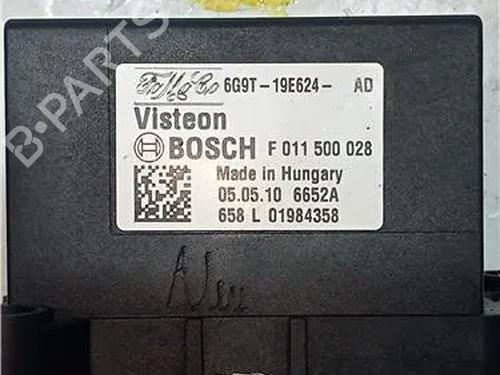 B-PARTS
FoMoCo 6G9T-19E624- AD
Visteon
BOSCH F 011 500 028
Made in Hungary
05.05.10 6652A
658 L 01984358